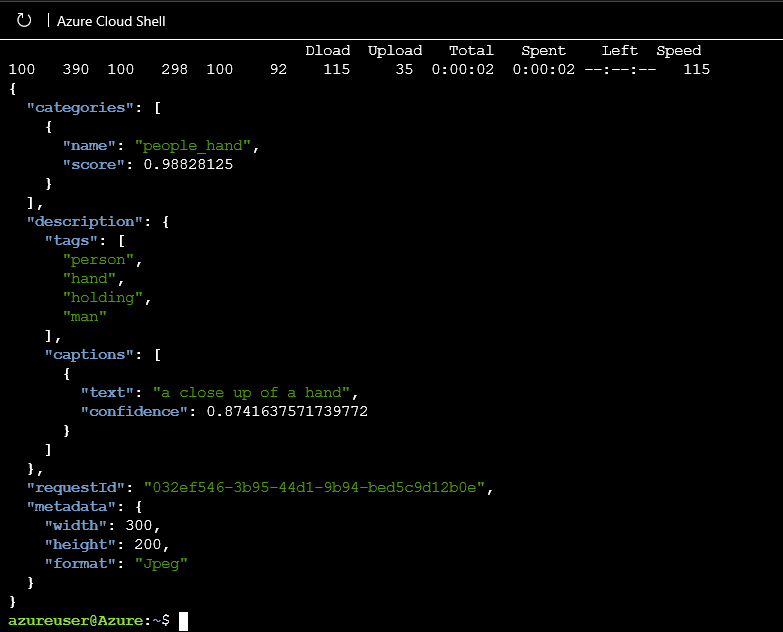 Azure Cloud Shell
Dload  Upload   Total   Spent    Left  Speed
100   390  100   298  100    92    115     35  0:00:02  0:00:02 --:--:--   115
{
  "categories": [
    {
      "name": "people_hand",
      "score": 0.98828125
    }
  ],
  "description": {
    "tags": [
      "person",
      "hand",
      "holding",
      "man"
    ],
    "captions": [
      {
        "text": "a close up of a hand",
        "confidence": 0.8741637571739772
      }
    ]
  },
  "requestId": "032ef546-3b95-44d1-9b94-bed5c9d12b0e",
  "metadata": {
    "width": 300,
    "height": 200,
    "format": "Jpeg"
  }
}
azureuser@Azure:~$